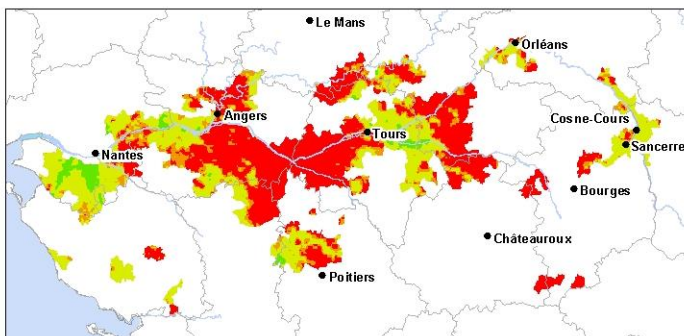 Le Mans
Orléans
Angers
Cosne-Cours
Tours
Sancerre
Nantes
Bourges
Châteauroux
Poitiers